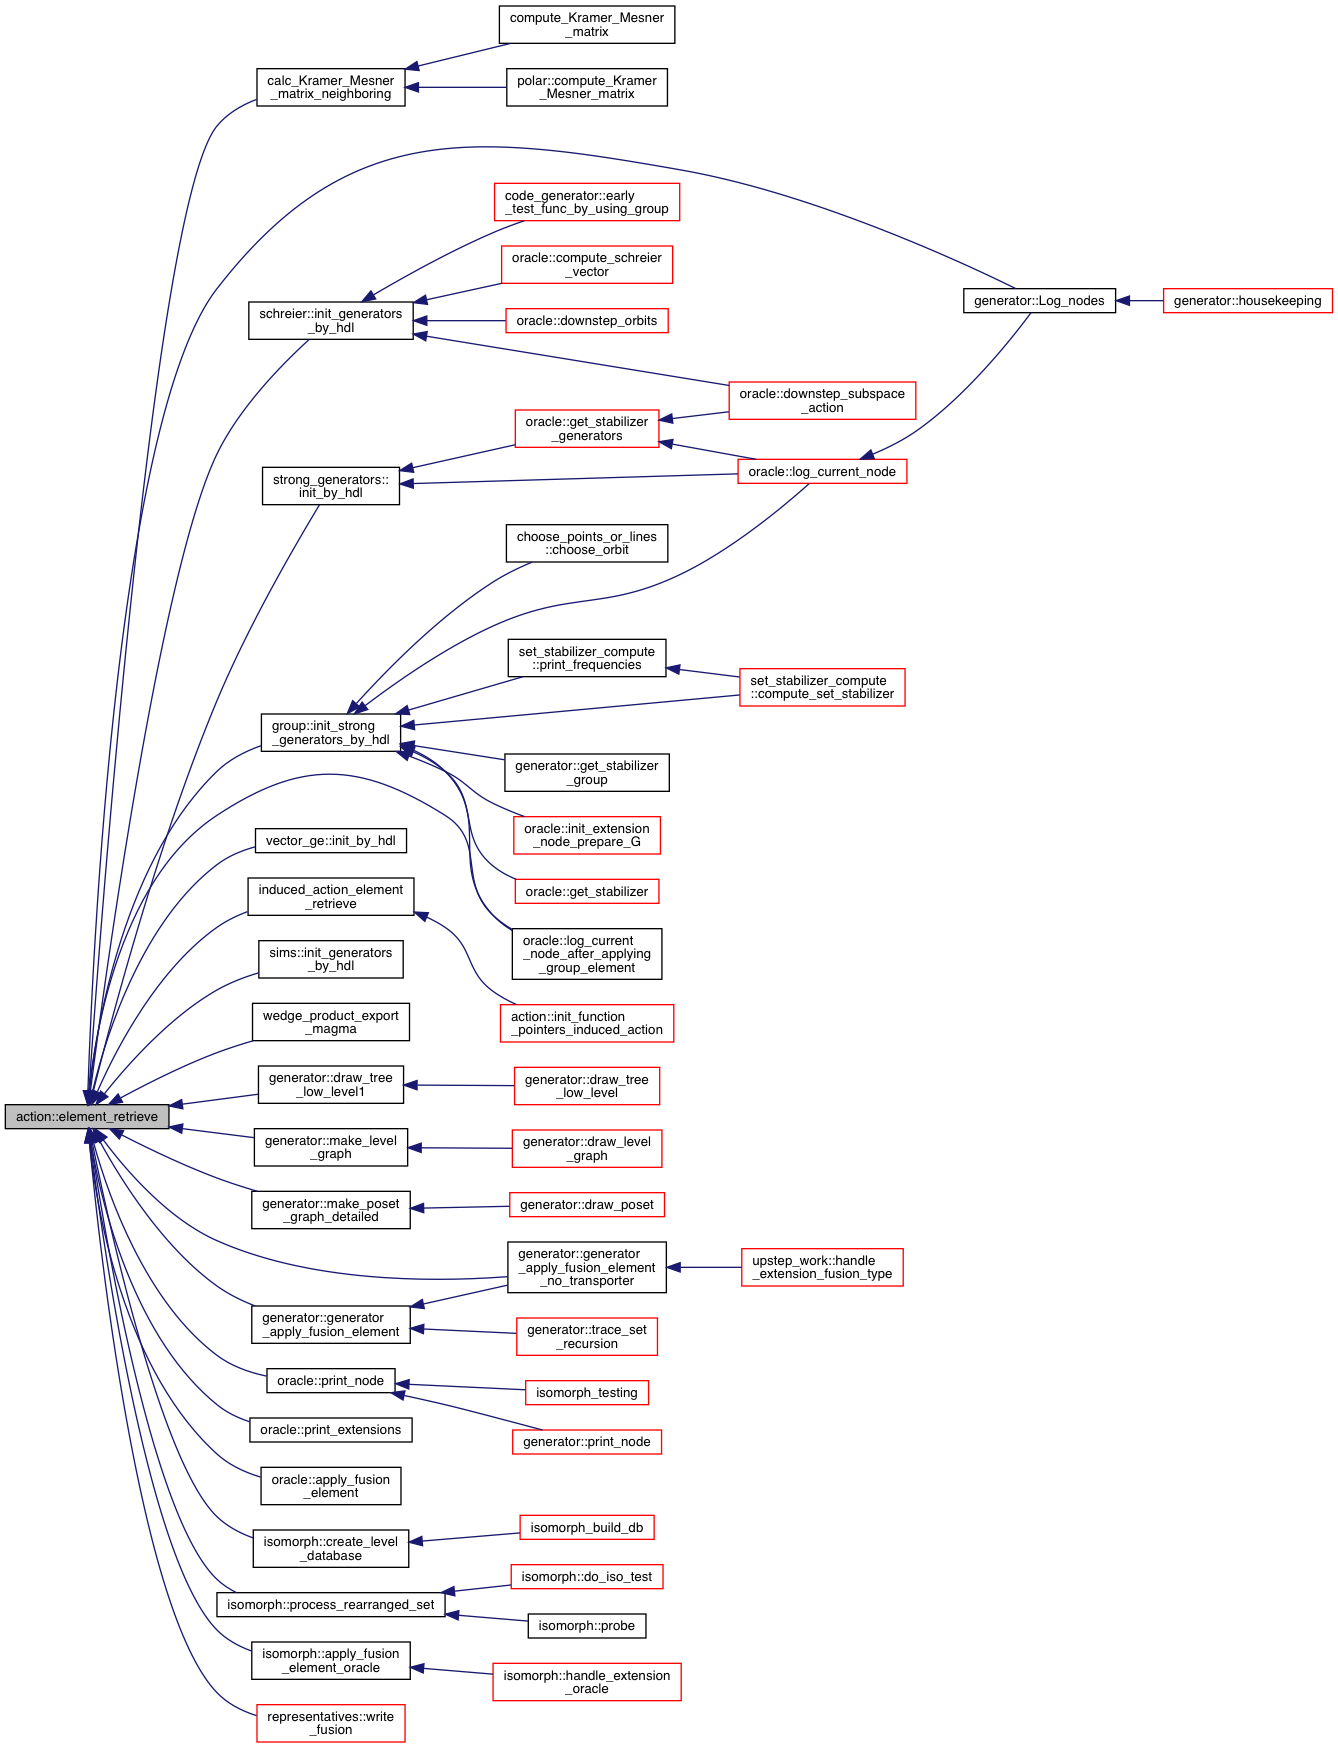 compute_Kramer_Mesner
_matrix
calc_Kramer_Mesner
_matrix_neighboring
polar::compute_Kramer
_Mesner_matrix
code_generator::early
_test_func_by_using_group
oracle::compute_schreier
_vector
generator::Log_nodes
generator::housekeeping
schreier::init_generators
_by_hdl
oracle::downstep_orbits
oracle::downstep_subspace
_action
oracle::get_stabilizer
_generators
oracle::log_current_node
strong_generators::
init_by_hdl
choose_points_or_lines
::choose_orbit
set_stabilizer_compute
::print_frequencies
set_stabilizer_compute
::compute_set_stabilizer
group::init_strong
_generators_by_hdl
generator::get_stabilizer
_group
oracle::init_extension
_node_prepare_G
vector_ge::init_by_hdl
oracle::get_stabilizer
induced_action_element
_retrieve
oracle::log_current
_node_after_applying
_group_element
sims::init_generators
_by_hdl
action::init_function
_pointers_induced_action
wedge_product_export
_magma
generator::draw_tree
_low_level1
generator::draw_tree
_low_level
action::element_retrieve
generator::make_level
_graph
generator::draw_level
_graph
generator::make_poset
_graph_detailed
generator::draw_poset
generator::generator
_apply_fusion_element
_no_transporter
upstep_work::handle
_extension_fusion_type
generator::generator
_apply_fusion_element
generator::trace_set
_recursion
oracle::print_node
isomorph_testing
oracle::print_extensions
generator::print_node
oracle::apply_fusion
_element
isomorph::create_level
_database
isomorph_build_db
isomorph::do_iso_test
isomorph::process_rearranged_set
isomorph::probe
isomorph::apply_fusion
_element_oracle
isomorph::handle_extension
_oracle
representatives::write
_fusion